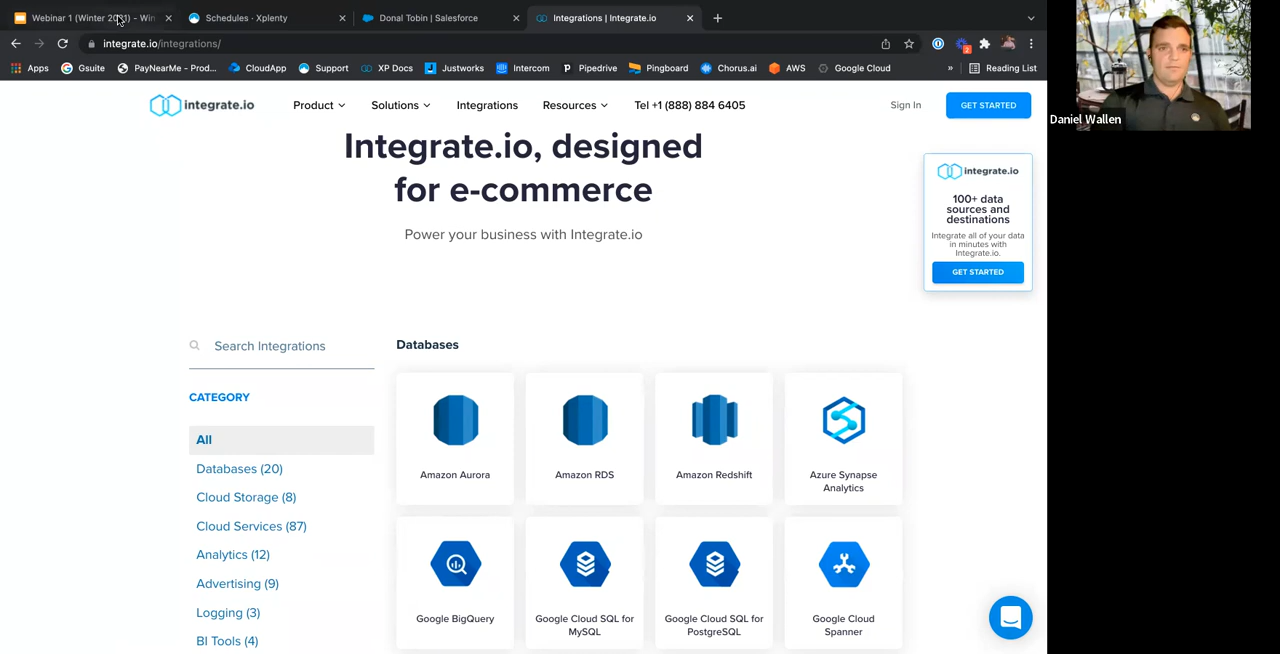 Webinar 1 (Winter 2021) - Win
Schedules · Xplenty
Donal Tobin | Salesforce
Integrations | Integrate.io
integrate.io/integrations/
2
Apps
Gsuite
PayNearMe - Prod...
CloudApp
Support
XP Docs
Justworks
Intercom
Pipedrive
Pingboard
Chorus.ai
AWS
Google Cloud
»
Reading List
integrate.io
Product
Solutions
Integrations
Resources
Tel +1 (888) 884 6405
Sign In
GET STARTED
Daniel Wallen
Integrate.io, designed
for e-commerce
Power your business with Integrate.io
integrate.io
100+ data
sources and
destinations
Integrate all of your data
in minutes with
Integrate.io.
GET STARTED
Search Integrations
CATEGORY
All
Databases (20)
Cloud Storage (8)
Cloud Services (87)
Analytics (12)
Advertising (9)
Logging (3)
BI Tools (4)
Databases
Amazon Aurora
Amazon RDS
Amazon Redshift
Azure Synapse
Analytics
Google BigQuery
Google Cloud SQL for
MySQL
Google Cloud SQL for
PostgreSQL
Google Cloud
Spanner